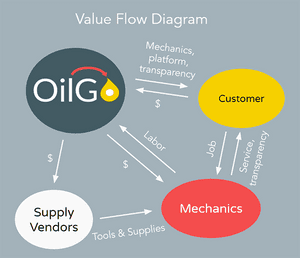 Value Flow Diagram
Mechanics,
platform,
transparency
OilGo
$
Customer
$
$
Labor
Job
Service,
transparency
Supply
Vendors
Tools & Supplies
Mechanics